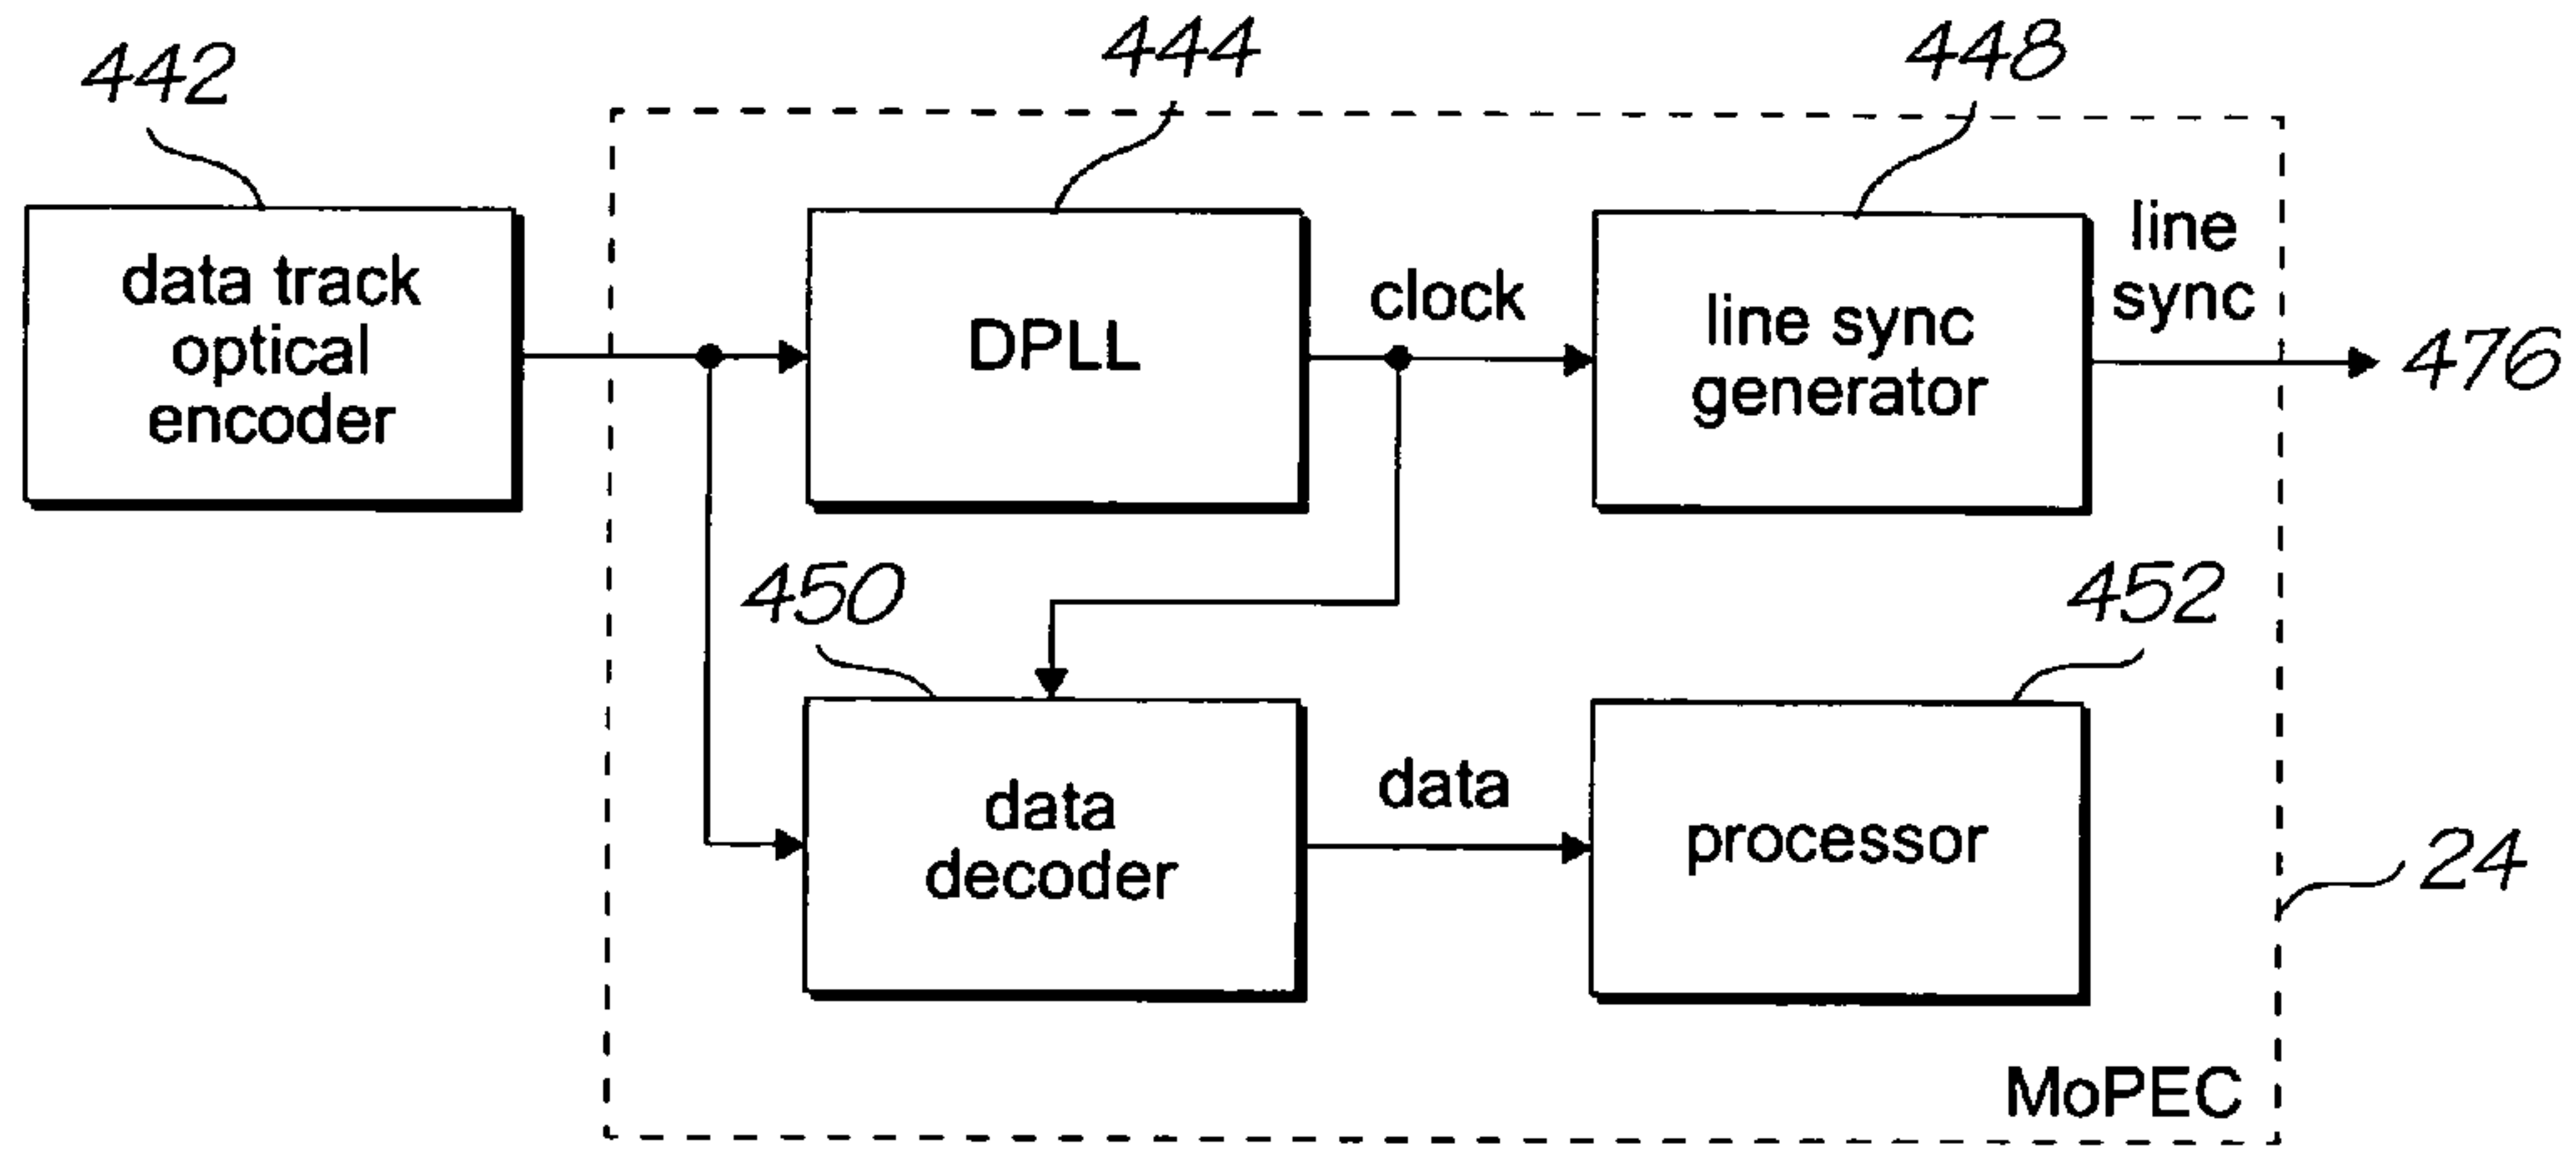 442
444
448
data track
optical
encoder
DPLL
clock
line sync
generator
line
sync
476
450
452
data
decoder
data
processor
24
MoPEC